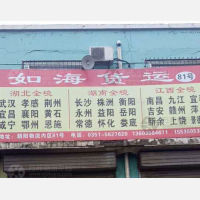 如海货运 81号
湖北全境 湖南全境 江西全境
武汉 孝感 荆州 长沙 株洲 衡阳 南昌 九江 宜春
宜昌 襄阳 黄石 永州 益阳 岳阳 吉安 赣州 萍
咸宁 鄂州 恩施 常德 怀化 娄底 新余 上饶